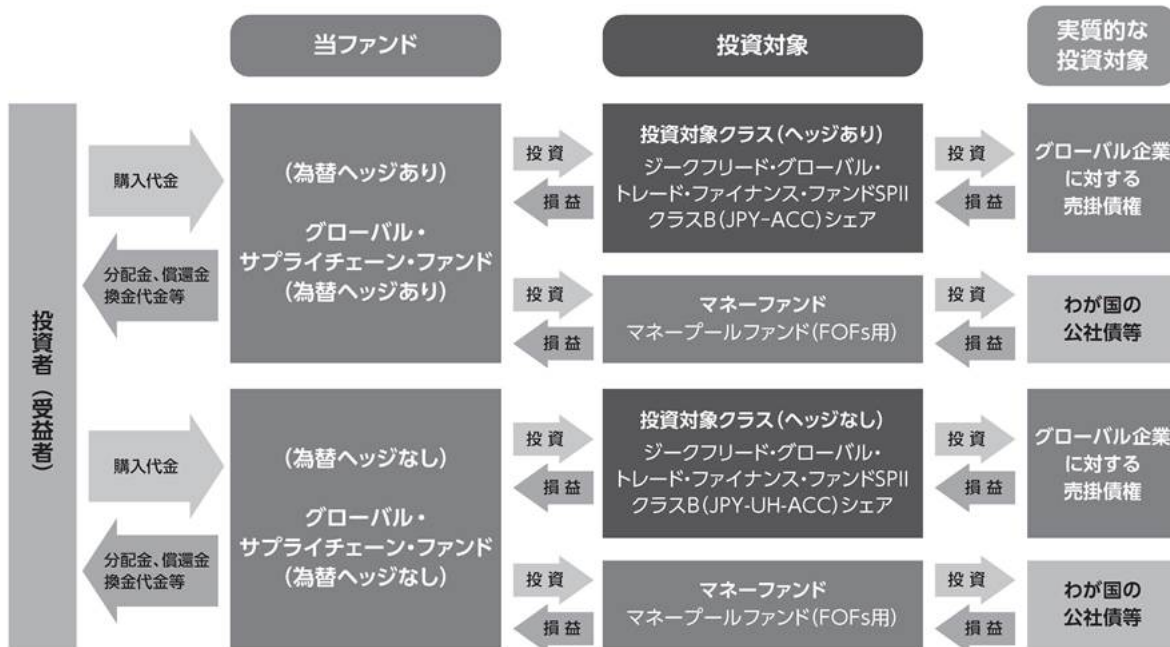 当ファンド
投資対象
実質的な
投資対象
投資者（受益者）
購入代金
分配金、償還金
換金代金等
(為替ヘッジあり)
グローバル・
サプライチェーン・ファンド
(為替ヘッジあり)
投資
損益
投資対象クラス(ヘッジあり)
ジークフリード・グローバル・
トレード・ファイナンス・ファンドSPII
クラスB(JPY-ACC)シェア
投資
損益
グローバル企業
に対する
売掛債権
投資
損益
マネーファンド
マネープールファンド(FOFs用)
投資
損益
わが国の
公社債等
購入代金
分配金、償還金
換金代金等
(為替ヘッジなし)
グローバル・
サプライチェーン・ファンド
(為替ヘッジなし)
投資
損益
投資対象クラス(ヘッジなし)
ジークフリード・グローバル・
トレード・ファイナンス・ファンドSPII
クラスB(JPY-UH-ACC)シェア
投資
損益
グローバル企業
に対する
売掛債権
投資
損益
マネーファンド
マネープールファンド(FOFs用)
投資
損益
わが国の
公社債等